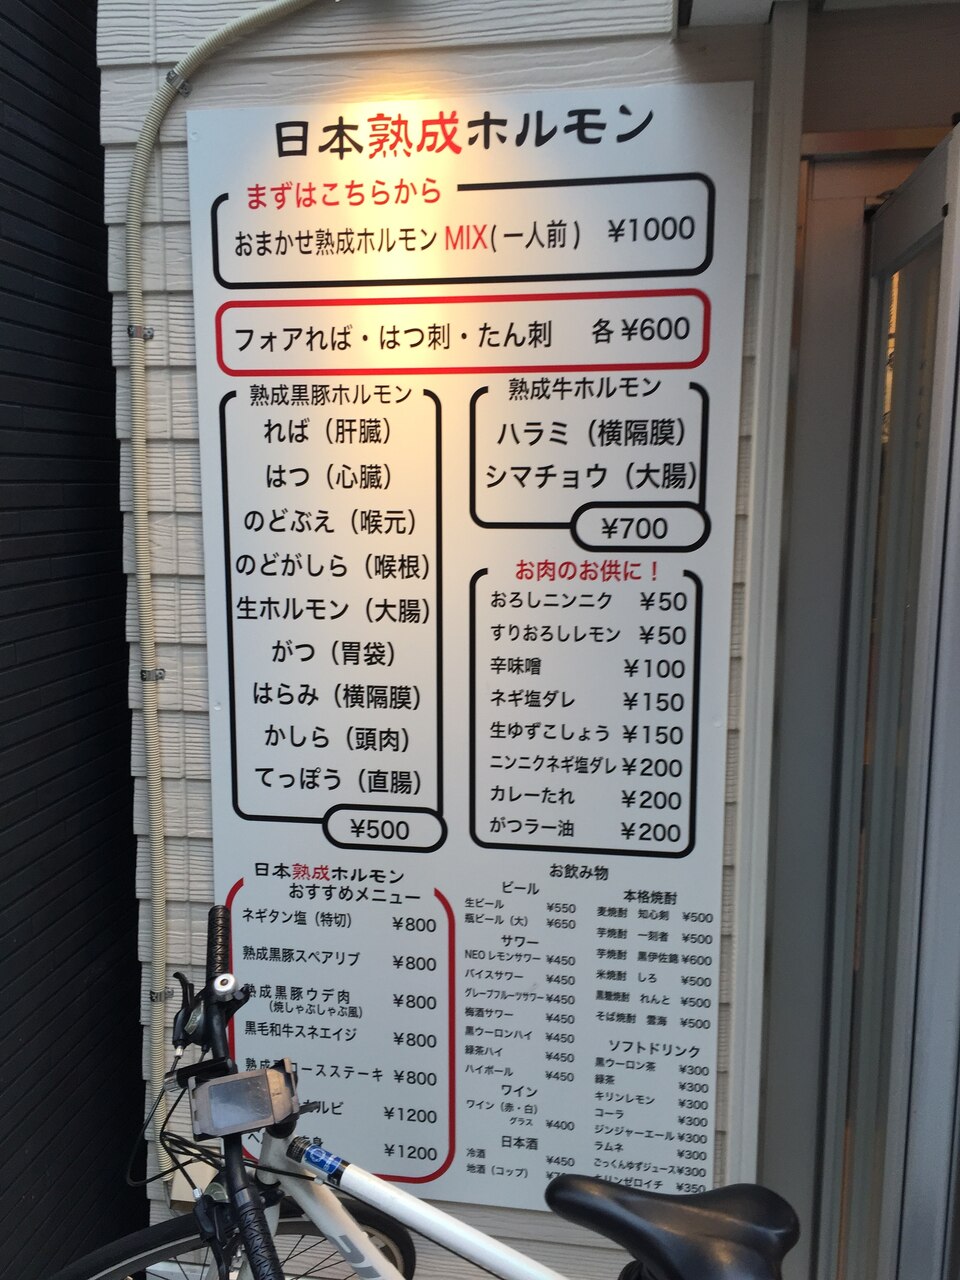 日本熟成ホルモン
まずはこちらから
おまかせ熟成ホルモン MIX(一人前) ¥1000
フォアれば・はつ刺・たん刺 各¥600
熟成黒豚ホルモン
れば（肝臓）
はつ（心臓）
のどぶえ（喉元）
のどがしら（喉根）
生ホルモン（大腸）
がつ（胃袋）
はらみ（横隔膜）
かしら（頭肉）
てっぽう（直腸）
¥500
熟成牛ホルモン
ハラミ（横隔膜）
シマチョウ（大腸）
¥700
お肉のお供に！
おろしニンニク ¥50
すりおろしレモン ¥50
辛味噌 ¥100
ネギ塩ダレ ¥150
生ゆずこしょう ¥150
ニンニクネギ塩ダレ ¥200
カレーたれ ¥200
がつラー油 ¥200
日本熟成ホルモン
おすすめメニュー
ネギタン塩（特切） ¥800
熟成黒豚スペアリブ ¥800
熟成黒豚ウデ肉 ¥800
（焼しゃぶしゃぶ風）
黒毛和牛スネエイジ ¥800
熟成 ロースステーキ ¥800
カルビ ¥1200
身 ¥1200
お飲み物
ビール
生ビール ¥550
瓶ビール（大） ¥650
サワー
NEOレモンサワー ¥450
バイスサワー ¥450
グレープフルーツサワー ¥450
梅酒サワー ¥450
黒ウーロンハイ ¥450
緑茶ハイ ¥450
ハイボール ¥450
ワイン
ワイン（赤・白）
グラス ¥400
日本酒
冷酒 ¥450
地酒（コップ）
本格焼酎
麦焼酎 知心剣 ¥500
芋焼酎 一刻者 ¥500
芋焼酎 黒伊佐錦 ¥600
米焼酎 しろ ¥500
黒糖焼酎 れんと ¥500
そば焼酎 雲海 ¥500
ソフトドリンク
黒ウーロン茶 ¥300
緑茶 ¥300
キリンレモン ¥300
コーラ ¥300
ジンジャーエール ¥300
ラムネ ¥300
ごっくんゆずジュース ¥300
キリンゼロイチ ¥350